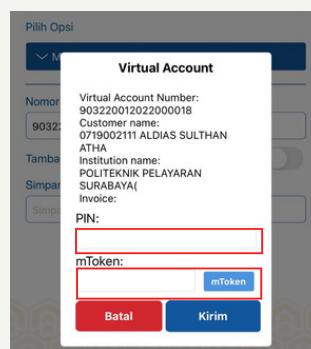 Pilih Opsi
M
Virtual Account
Nomor
Virtual Account Number:
903220012022000018
9032
Customer name:
0719002111 ALDIAS SULTHAN
ATHA
Tamba
Institution name:
POLITEKNIK PELAYARAN
SURABAYA(
Simpan
Invoice:
Simpa
PIN:
mToken:
mToken
Batal
Kirim